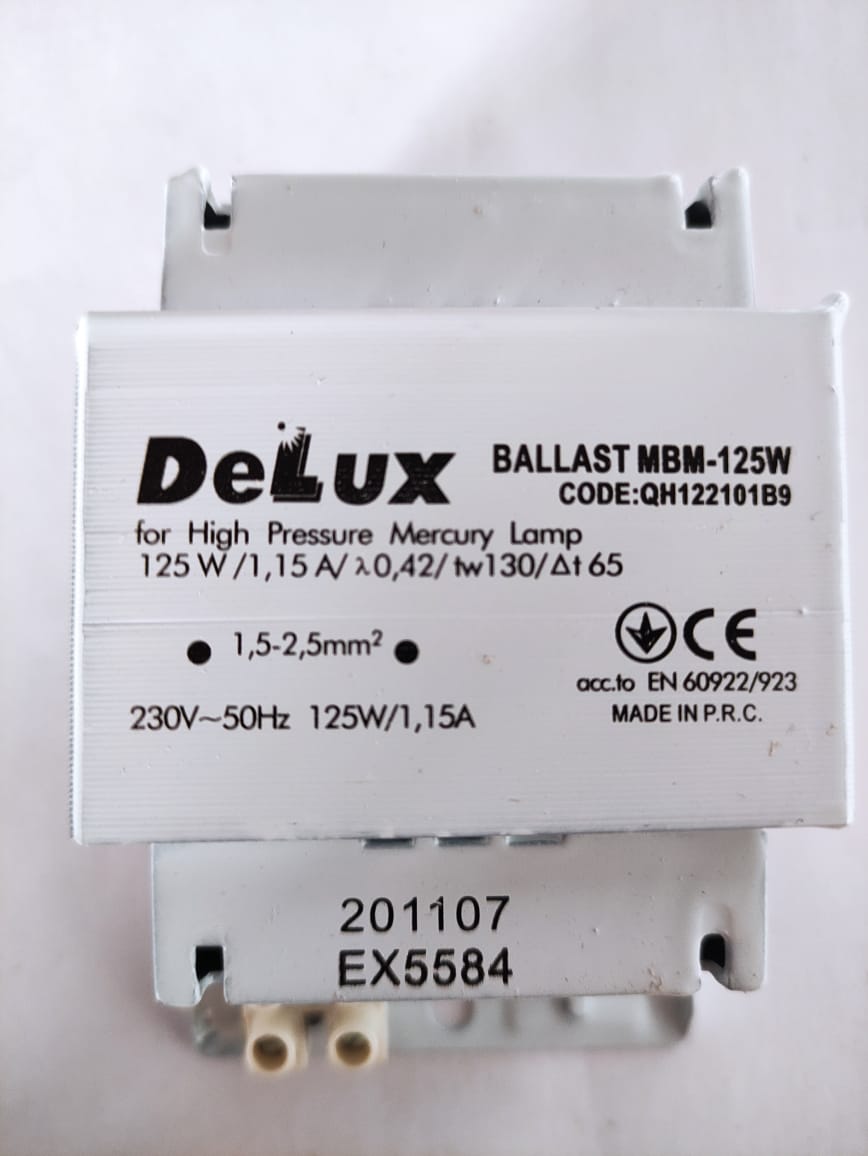 DeLux
BALLAST MBM-125W
CODE:QH122101B9
for High Pressure Mercury Lamp
125 W/1,15 A/ λ0,42/ tw130/Δt 65
● 1,5-2,5mm² ●
CE
acc.to EN 60922/923
230V~50Hz 125W/1,15A
MADE IN P.R.C.
201107
EX5584